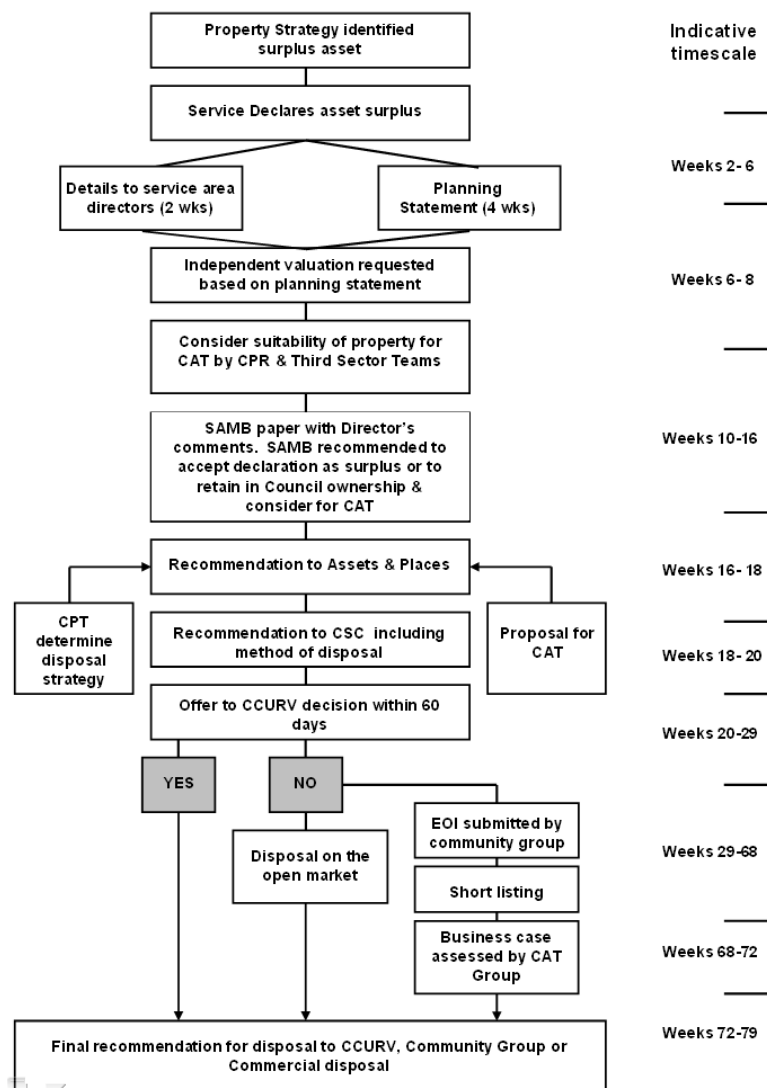 Property Strategy identified
surplus asset
Indicative
timescale
Service Declares asset surplus
Details to service area
directors (2 wks)
Planning
Statement (4 wks)
Weeks 2- 6
Independent valuation requested
based on planning statement
Weeks 6- 8
Consider suitability of property for
CAT by CPR & Third Sector Teams
SAMB paper with Director's
comments.  SAMB recommended to
accept declaration as surplus or to
retain in Council ownership &
consider for CAT
Weeks 10-16
Recommendation to Assets & Places
Weeks 16- 18
CPT
determine
disposal
strategy
Recommendation to CSC  including
method of disposal
Proposal for
CAT
Weeks 18- 20
Offer to CCURV decision within 60
days
Weeks 20-29
YES
NO
EOI submitted by
community group
Disposal on the
open market
Weeks 29-68
Short listing
Business case
assessed by CAT
Group
Weeks 68-72
Final recommendation for disposal to CCURV, Community Group or
Commercial disposal
Weeks 72-79